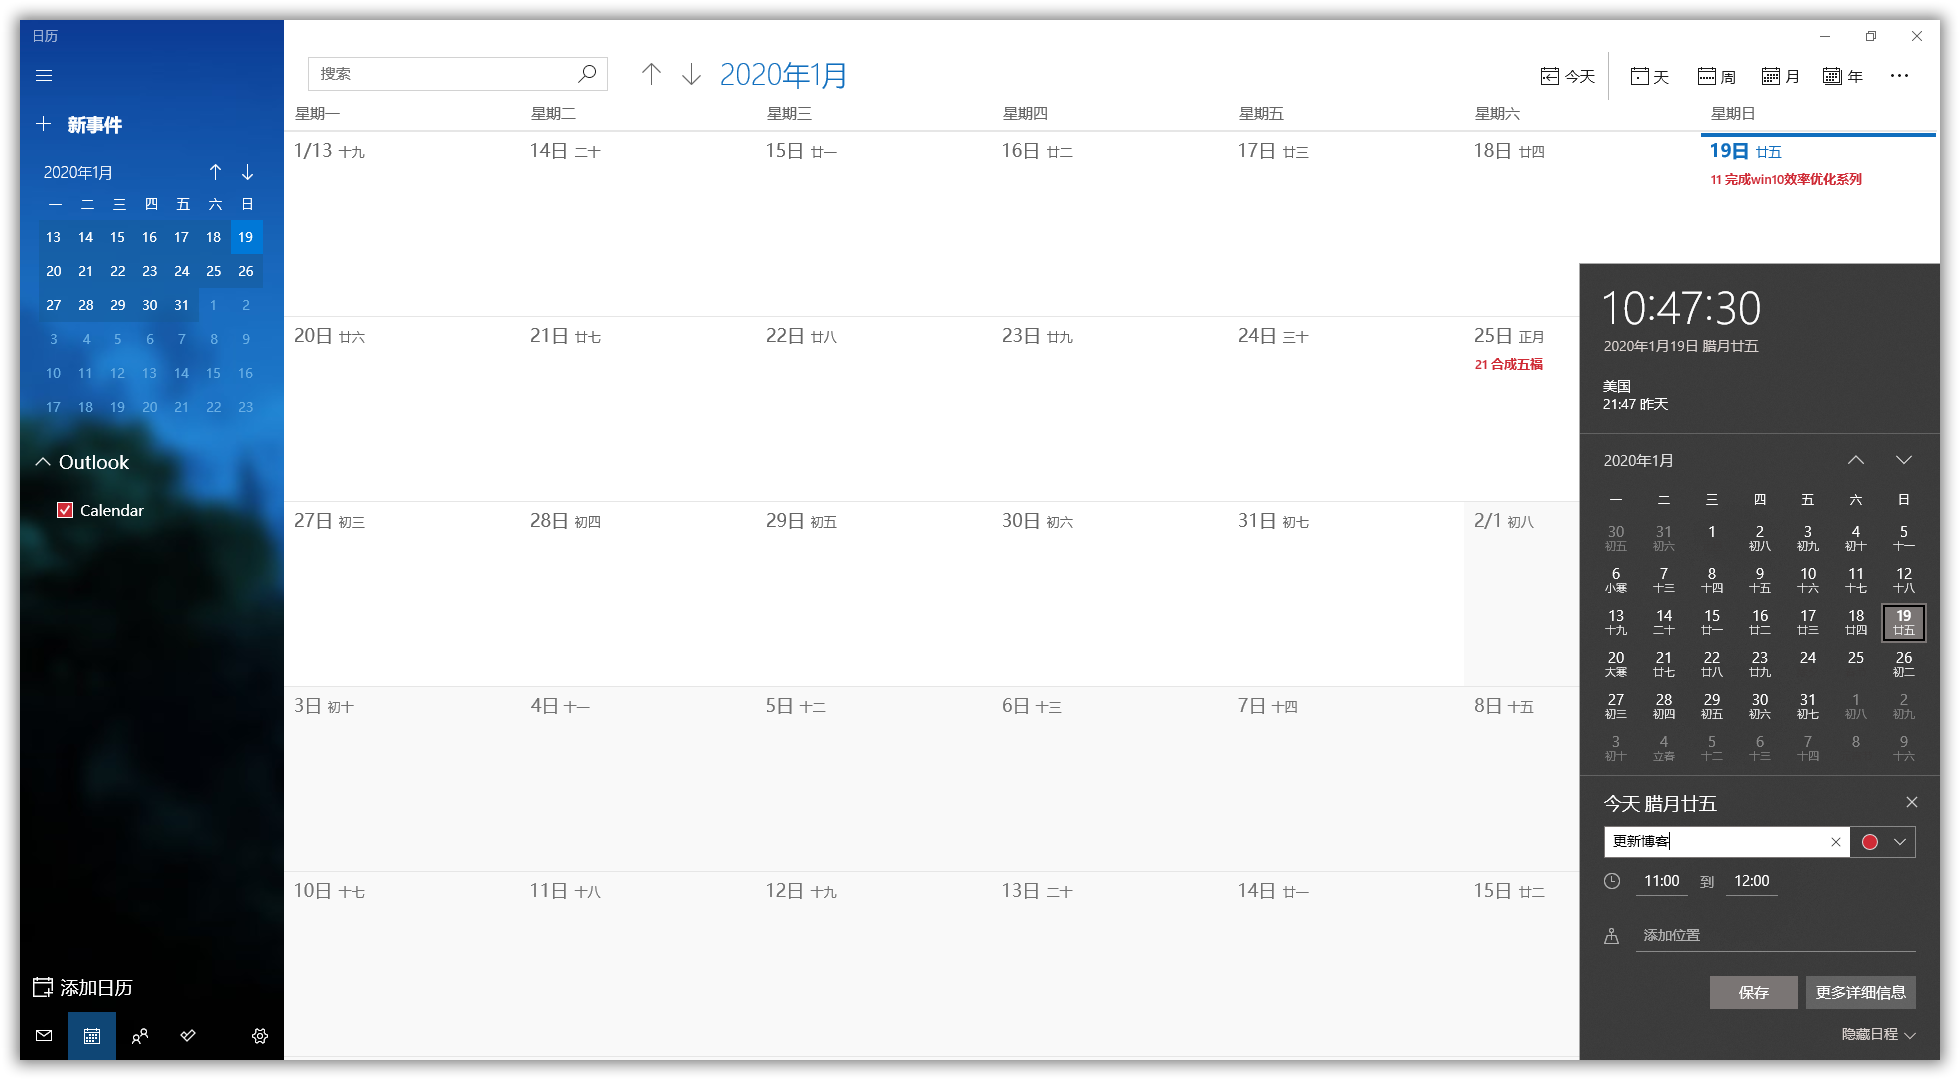 日历
新事件
2020年1月
一 二 三 四 五 六 日
13 14 15 16 17 18 19
20 21 22 23 24 25 26
27 28 29 30 31 1 2
3 4 5 6 7 8 9
10 11 12 13 14 15 16
17 18 19 20 21 22 23
Outlook
Calendar
添加日历
搜索
2020年1月
今天 天 周 月 年
星期一 星期二 星期三 星期四 星期五 星期六 星期日
1/13 十九 14日 二十 15日 廿一 16日 廿二 17日 廿三 18日 廿四 19日 廿五
11 完成win10效率优化系列
20日 廿六 21日 廿七 22日 廿八 23日 廿九 24日 三十 25日 正月
21 合成五福
27日 初三 28日 初四 29日 初五 30日 初六 31日 初七 2/1 初八
3日 初十 4日 十一 5日 十二 6日 十三 7日 十四 8日 十五
10日 十七 11日 十八 12日 十九 13日 二十 14日 廿一 15日 廿二
10:47:30
2020年1月19日 腊月廿五
美国
21:47 昨天
2020年1月
一 二 三 四 五 六 日
30 31 1 2 3 4 5
初五 初六 初八 初九 初十 十一
6 7 8 9 10 11 12
小寒 十三 十四 十五 十六 十七 十八
13 14 15 16 17 18 19
十九 二十 廿一 廿二 廿三 廿四 廿五
20 21 22 23 24 25 26
大寒 廿七 廿八 廿九 初二
27 28 29 30 31 1 2
初三 初四 初五 初六 初七 初八 初九
3 4 5 6 7 8 9
初十 立春 十二 十三 十四 十六
今天 腊月廿五
更新博客
11:00 到 12:00
添加位置
保存 更多详细信息
隐藏日程